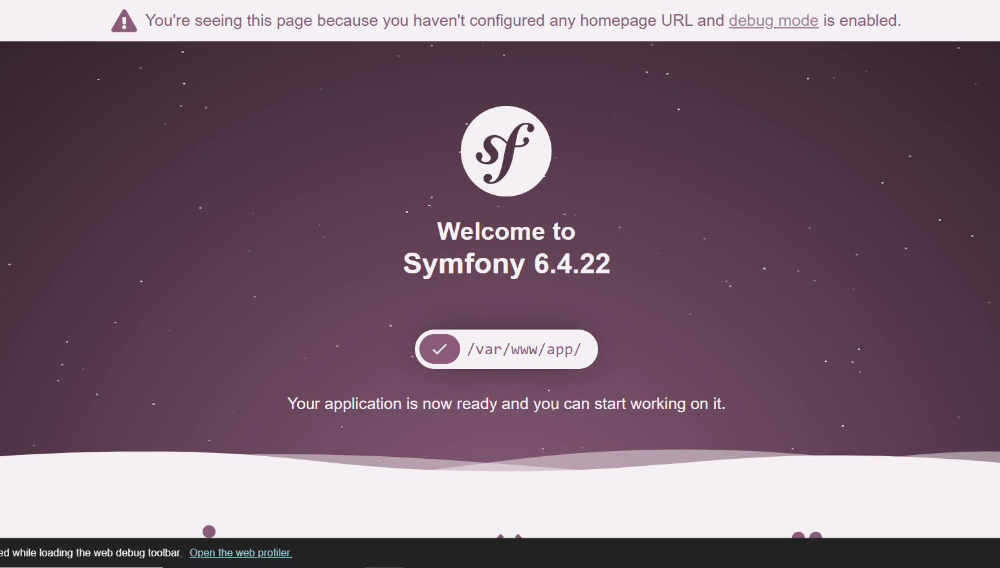 You're seeing this page because you haven't configured any homepage URL and debug mode is enabled.
sf
Welcome to
Symfony 6.4.22
/var/www/app/
Your application is now ready and you can start working on it.
ed while loading the web debug toolbar. Open the web profiler.